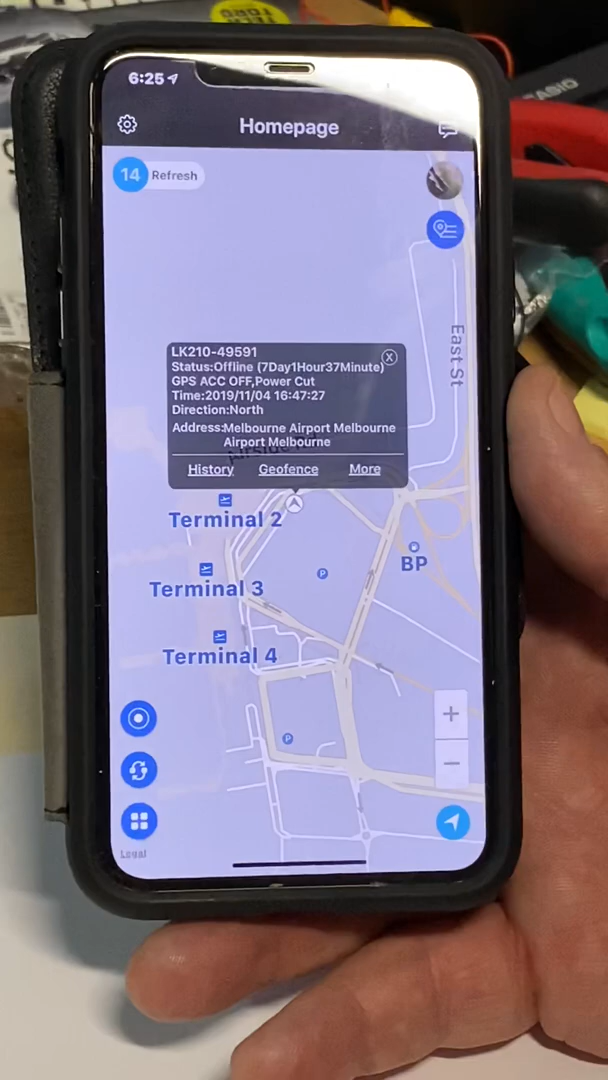 6:25
Homepage
14 Refresh
East St
LK210-49591
Status:Offline (7Day1Hour37Minute)
X
GPS ACC OFF,Power Cut
Time:2019/11/04 16:47:27
Direction:North
Address:Melbourne Airport Melbourne
Airport Melbourne
History Geofence More
Terminal 2
BP
P
Terminal 3
Terminal 4
P
+
−
Legal
CASIO